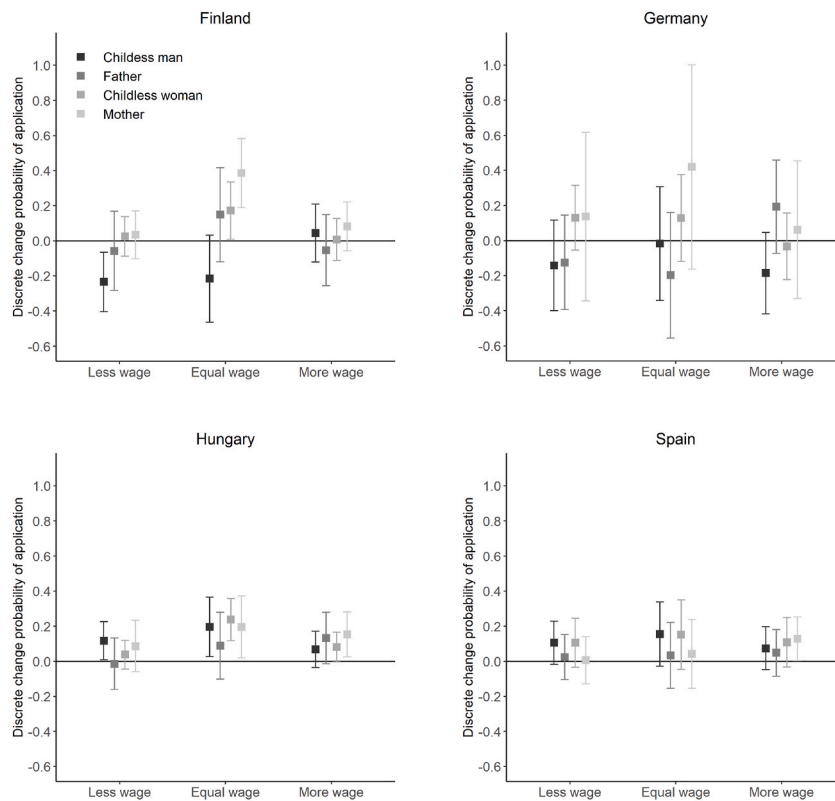 Finland
Discrete change probability of application
1.0
0.8
0.6
0.4
0.2
0.0
-0.2
-0.4
-0.6
Childess man
Father
Childless woman
Mother
Less wage Equal wage More wage
Germany
Discrete change probability of application
1.0
0.8
0.6
0.4
0.2
0.0
-0.2
-0.4
-0.6
Less wage Equal wage More wage
Hungary
Discrete change probability of application
1.0
0.8
0.6
0.4
0.2
0.0
-0.2
-0.4
-0.6
Less wage Equal wage More wage
Spain
Discrete change probability of application
1.0
0.8
0.6
0.4
0.2
0.0
-0.2
-0.4
-0.6
Less wage Equal wage More wage